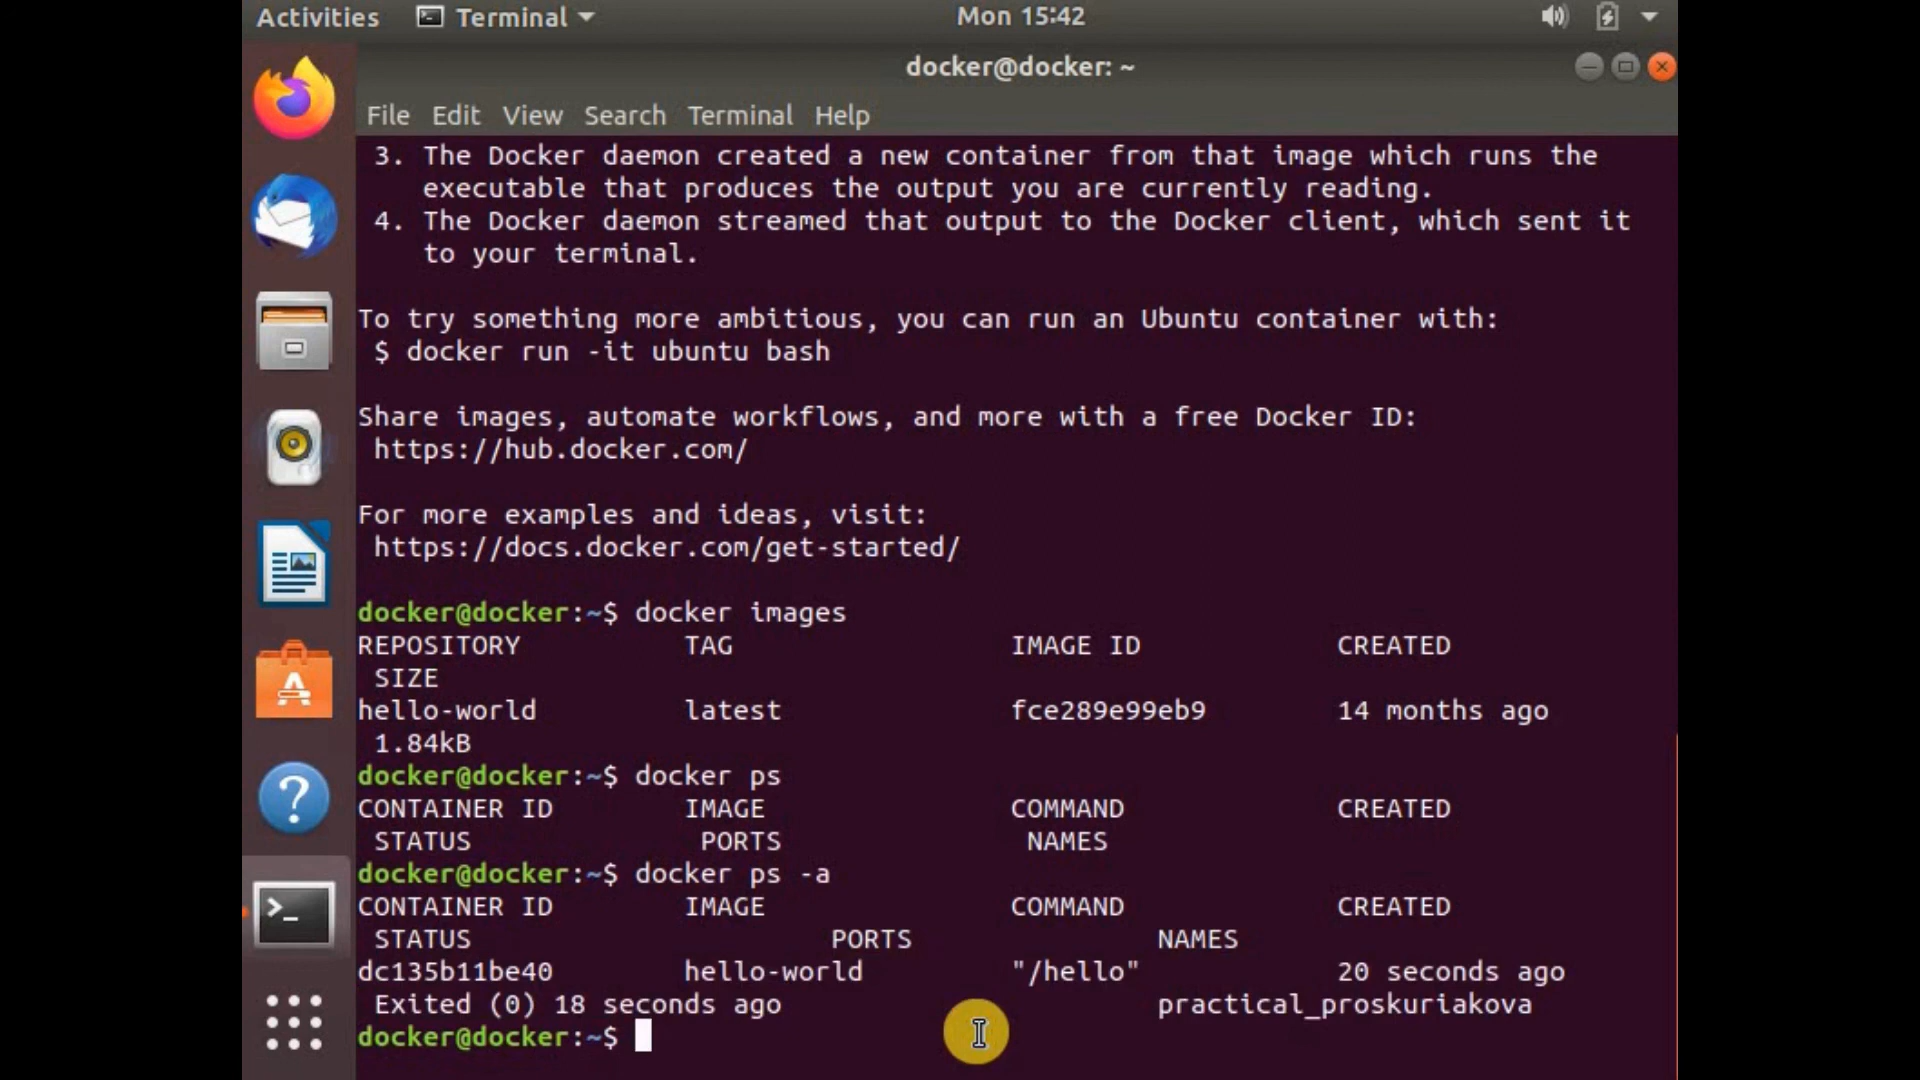 Activities Terminal Mon 15:42
docker@docker: ~
File Edit View Search Terminal Help
3. The Docker daemon created a new container from that image which runs the
executable that produces the output you are currently reading.
4. The Docker daemon streamed that output to the Docker client, which sent it
to your terminal.
To try something more ambitious, you can run an Ubuntu container with:
$ docker run -it ubuntu bash
Share images, automate workflows, and more with a free Docker ID:
https://hub.docker.com/
For more examples and ideas, visit:
https://docs.docker.com/get-started/
docker@docker:~$ docker images
REPOSITORY TAG IMAGE ID CREATED
SIZE
hello-world latest fce289e99eb9 14 months ago
1.84kB
docker@docker:~$ docker ps
CONTAINER ID IMAGE COMMAND CREATED
STATUS PORTS NAMES
docker@docker:~$ docker ps -a
CONTAINER ID IMAGE COMMAND CREATED
STATUS PORTS NAMES
dc135b11be40 hello-world "/hello" 20 seconds ago
Exited (0) 18 seconds ago practical_proskuriakova
docker@docker:~$